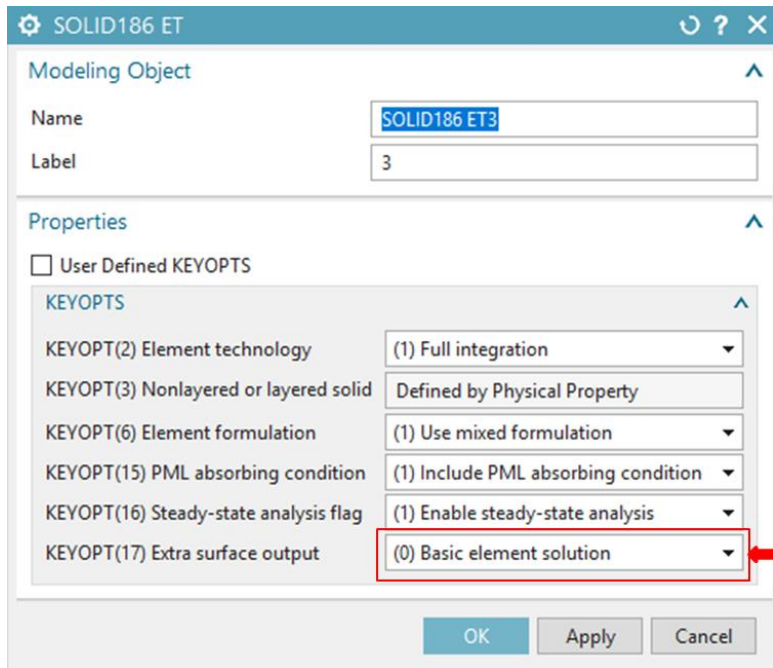 SOLID186 ET
Modeling Object
Name SOLID186 ET3
Label 3
Properties
User Defined KEYOPTS
KEYOPTS
KEYOPT(2) Element technology (1) Full integration
KEYOPT(3) Nonlayered or layered solid Defined by Physical Property
KEYOPT(6) Element formulation (1) Use mixed formulation
KEYOPT(15) PML absorbing condition (1) Include PML absorbing condition
KEYOPT(16) Steady-state analysis flag (1) Enable steady-state analysis
KEYOPT(17) Extra surface output (0) Basic element solution
OK Apply Cancel